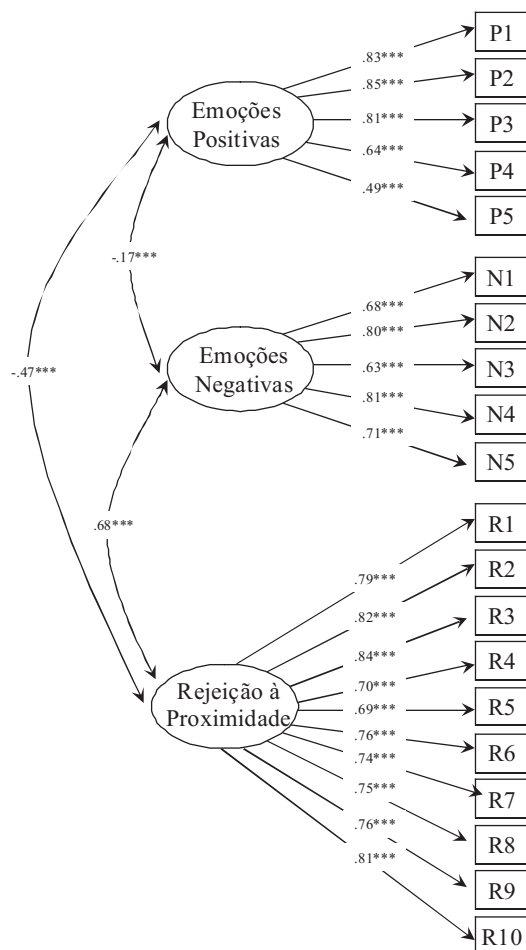 P1
.83***
P2
.85***
Emoções
Positivas
.81***
P3
.64***
P4
.49***
P5
-.17***
N1
.68***
N2
.80***
Emoções
Negativas
.63***
N3
.81***
N4
.71***
N5
-.47***
.68***
R1
.79***
R2
.82***
R3
.84***
R4
.70***
Rejeição à
Proximidade
.69***
R5
.76***
R6
.74***
R7
.75***
R8
.76***
R9
.81***
R10